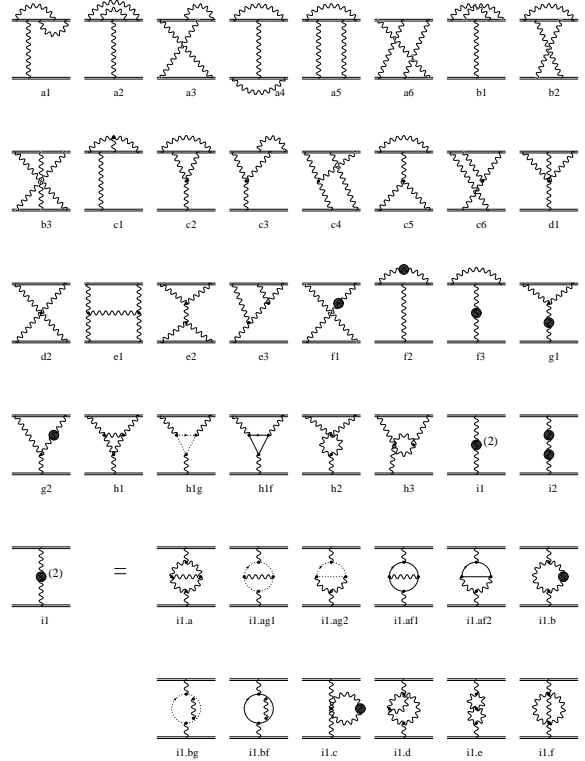 a1 a2 a3 a4 a5 a6 b1 b2
b3 c1 c2 c3 c4 c5 c6 d1
d2 e1 e2 e3 f1 f2 f3 g1
(2)
g2 h1 h1g h1f h2 h3 i1 i2
(2) =
i1 i1.a i1.ag1 i1.ag2 i1.af1 i1.af2 i1.b
i1.bg i1.bf i1.c i1.d i1.e i1.f